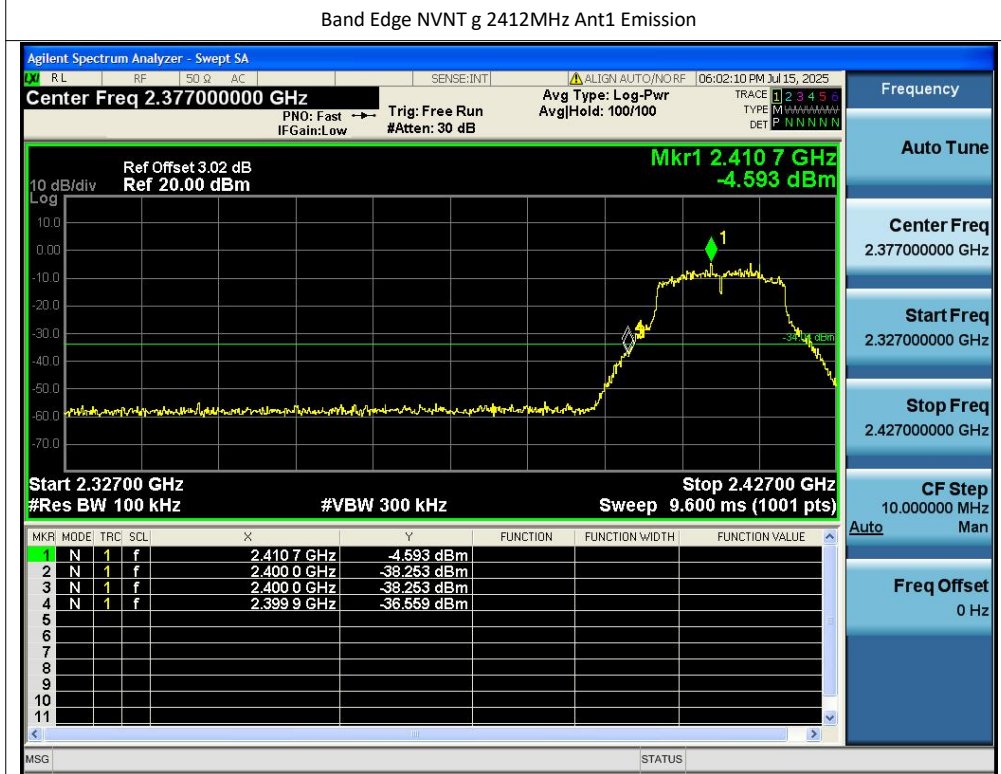 Band Edge NVNT g 2412MHz Ant1 Emission
Agilent Spectrum Analyzer - Swept SA
LXI RL RF 50 Ω AC SENSE:INT ALIGN AUTO/NO RF 06:02:10 PM Jul 15, 2025
Center Freq 2.377000000 GHz Avg Type: Log-Pwr TRACE 1 2 3 4 5 6
PNO: Fast Trig: Free Run Avg|Hold: 100/100 TYPE M W W W W W
IFGain:Low #Atten: 30 dB DET P N N N N N
Mkr1 2.410 7 GHz
-4.593 dBm
Ref Offset 3.02 dB
10 dB/div Ref 20.00 dBm
Log
10.0
0.00
-10.0
-20.0
-30.0
-40.0
-50.0
-60.0
-70.0
1
4
Start 2.32700 GHz Stop 2.42700 GHz
#Res BW 100 kHz #VBW 300 kHz Sweep 9.600 ms (1001 pts)
MKR MODE TRC SCL X Y FUNCTION FUNCTION WIDTH FUNCTION VALUE
1 N 1 f 2.410 7 GHz -4.593 dBm
2 N 1 f 2.400 0 GHz -38.253 dBm
3 N 1 f 2.400 0 GHz -38.253 dBm
4 N 1 f 2.399 9 GHz -36.559 dBm
5
6
7
8
9
10
11
MSG STATUS
Frequency
Auto Tune
Center Freq
2.377000000 GHz
Start Freq
2.327000000 GHz
Stop Freq
2.427000000 GHz
CF Step
10.000000 MHz
Auto Man
Freq Offset
0 Hz